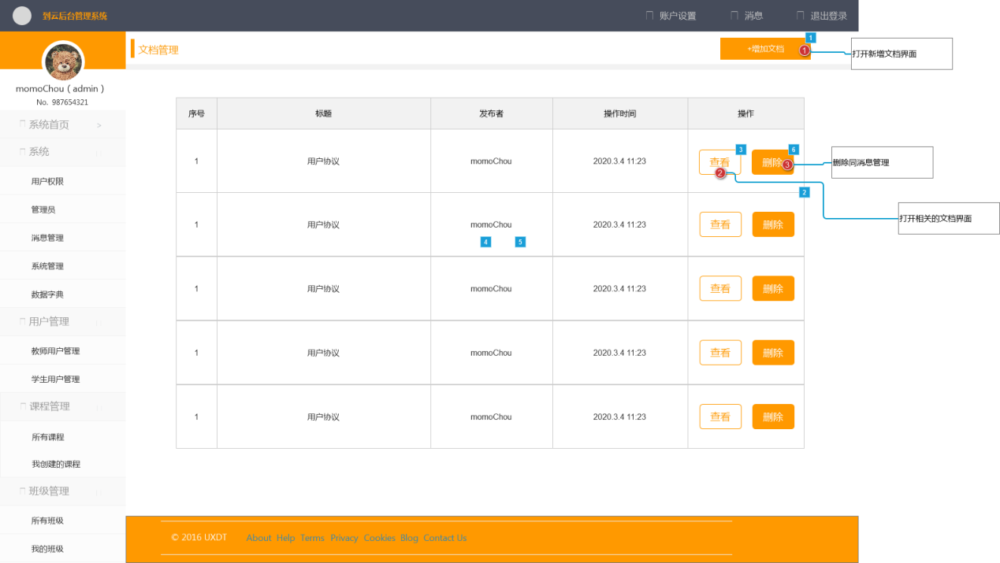 到云后台管理系统
账户设置
消息
退出登录
momoChou ( admin )
No. 987654321
系统首页 >
系统
用户权限
管理员
消息管理
系统管理
数据字典
用户管理
教师用户管理
学生用户管理
课程管理
所有课程
我创建的课程
班级管理
所有班级
我的班级
文档管理
+增加文档
1
1
打开新增文档界面
序号 标题 发布者 操作时间 操作
1 用户协议 momoChou 2020.3.4 11:23 查看 删除
3
6
2
3
删除同消息管理
2
打开相关的文档界面
1 用户协议 momoChou 2020.3.4 11:23 查看 删除
4 5
1 用户协议 momoChou 2020.3.4 11:23 查看 删除
1 用户协议 momoChou 2020.3.4 11:23 查看 删除
1 用户协议 momoChou 2020.3.4 11:23 查看 删除
© 2016 UXDT About Help Terms Privacy Cookies Blog Contact Us